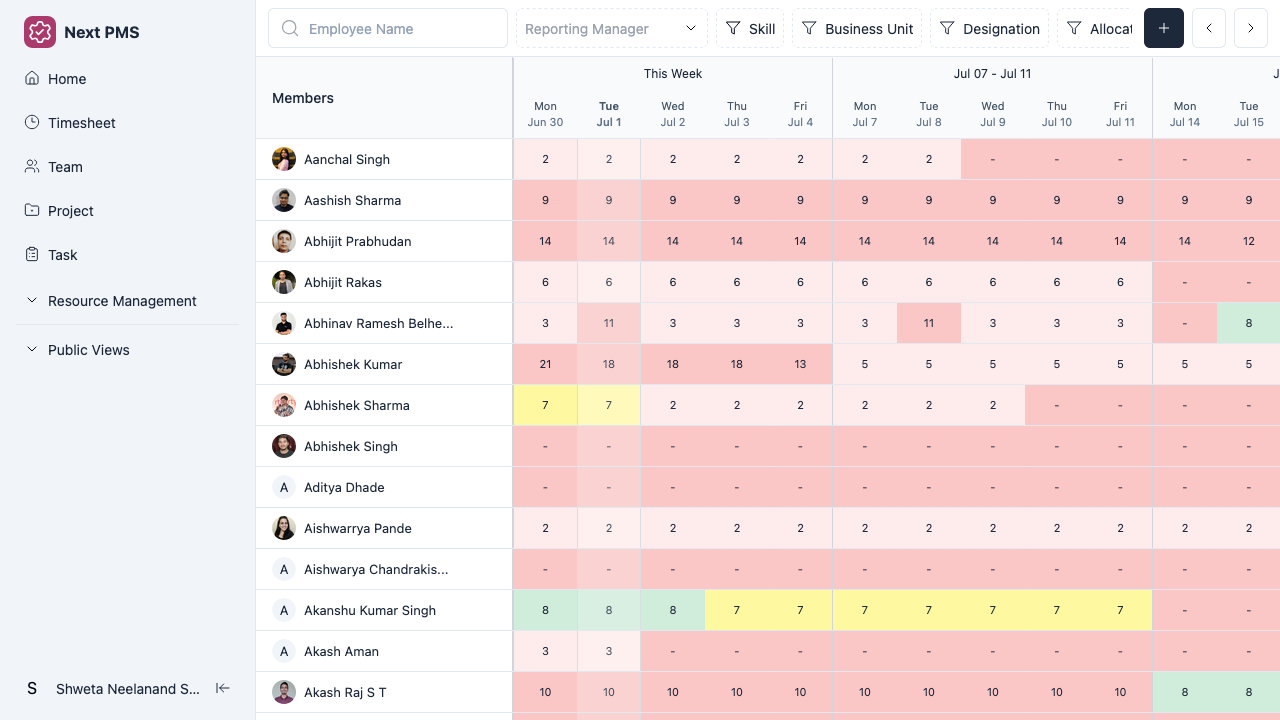 Next PMS
Home
Timesheet
Team
Project
Task
Resource Management
Public Views
S Shweta Neelanand S...
Employee Name Reporting Manager Skill Business Unit Designation Allocat
Members
This Week Jul 07 - Jul 11 J
Mon Tue Wed Thu Fri Mon Tue Wed Thu Fri Mon Tue
Jun 30 Jul 1 Jul 2 Jul 3 Jul 4 Jul 7 Jul 8 Jul 9 Jul 10 Jul 11 Jul 14 Jul 15
Aanchal Singh 2 2 2 2 2 2 2 - - - - -
Aashish Sharma 9 9 9 9 9 9 9 9 9 9 9 9
Abhijit Prabhudan 14 14 14 14 14 14 14 14 14 14 14 12
Abhijit Rakas 6 6 6 6 6 6 6 6 6 6 - -
Abhinav Ramesh Belhe... 3 11 3 3 3 3 11 3 3 3 - 8
Abhishek Kumar 21 18 18 18 13 5 5 5 5 5 5 5
Abhishek Sharma 7 7 2 2 2 2 2 2 - - - -
Abhishek Singh - - - - - - - - - - - -
A Aditya Dhade - - - - - - - - - - - -
Aishwarrya Pande 2 2 2 2 2 2 2 2 2 2 2 2
A Aishwarya Chandrakis... - - - - - - - - - - - -
A Akanshu Kumar Singh 8 8 8 7 7 7 7 7 7 7 - -
A Akash Aman 3 3 - - - - - - - - - -
Akash Raj S T 10 10 10 10 10 10 10 10 10 10 8 8